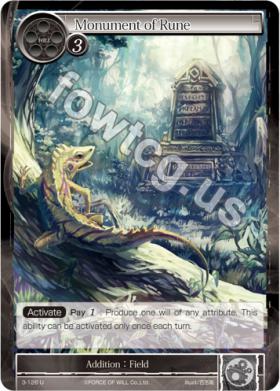 Monument of Rune
WILL
3
fowtcg.us
Activate Pay 1 : Produce one will of any attribute. This
ability can be activated only once each turn.
Addition : Field
3-126 U
©FORCE OF WILL Co.,Ltd.